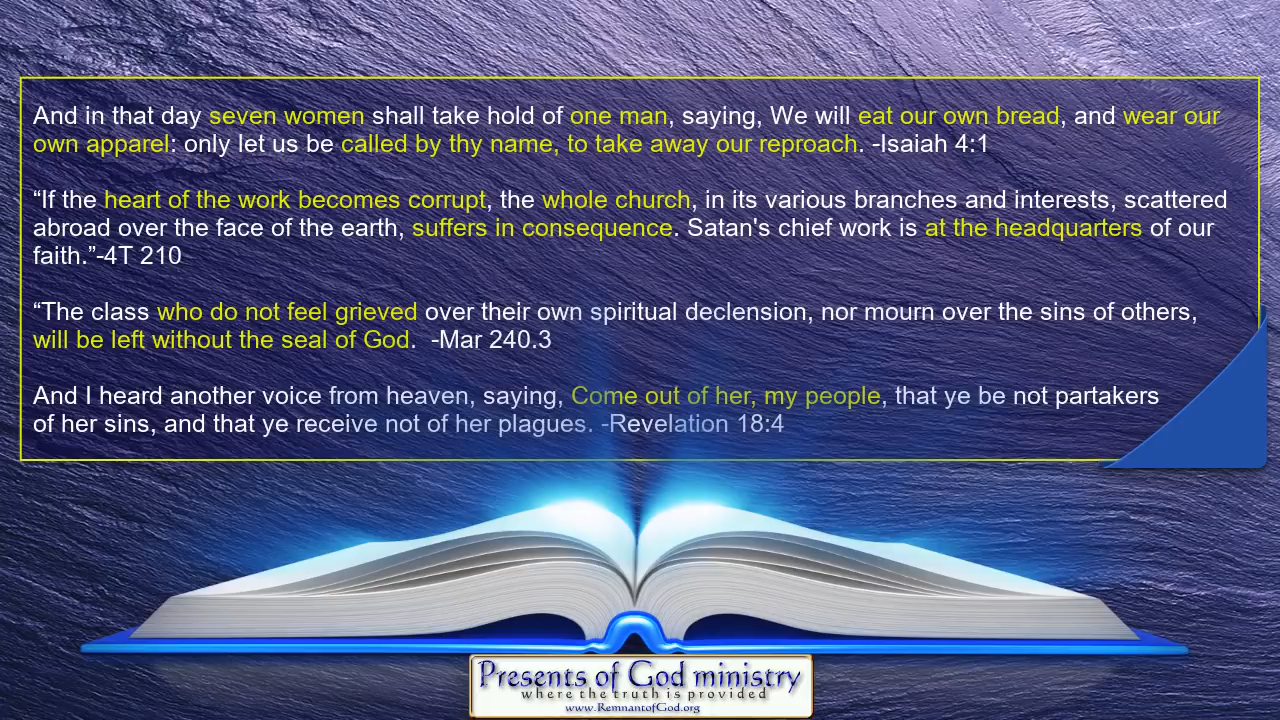 And in that day seven women shall take hold of one man, saying, We will eat our own bread, and wear our
own apparel: only let us be called by thy name, to take away our reproach. -Isaiah 4:1
“If the heart of the work becomes corrupt, the whole church, in its various branches and interests, scattered
abroad over the face of the earth, suffers in consequence. Satan's chief work is at the headquarters of our
faith.”-4T 210
“The class who do not feel grieved over their own spiritual declension, nor mourn over the sins of others,
will be left without the seal of God.  -Mar 240.3
And I heard another voice from heaven, saying, Come out of her, my people, that ye be not partakers
of her sins, and that ye receive not of her plagues. -Revelation 18:4
Presents of God ministry
where the truth is provided
www.RemnantofGod.org